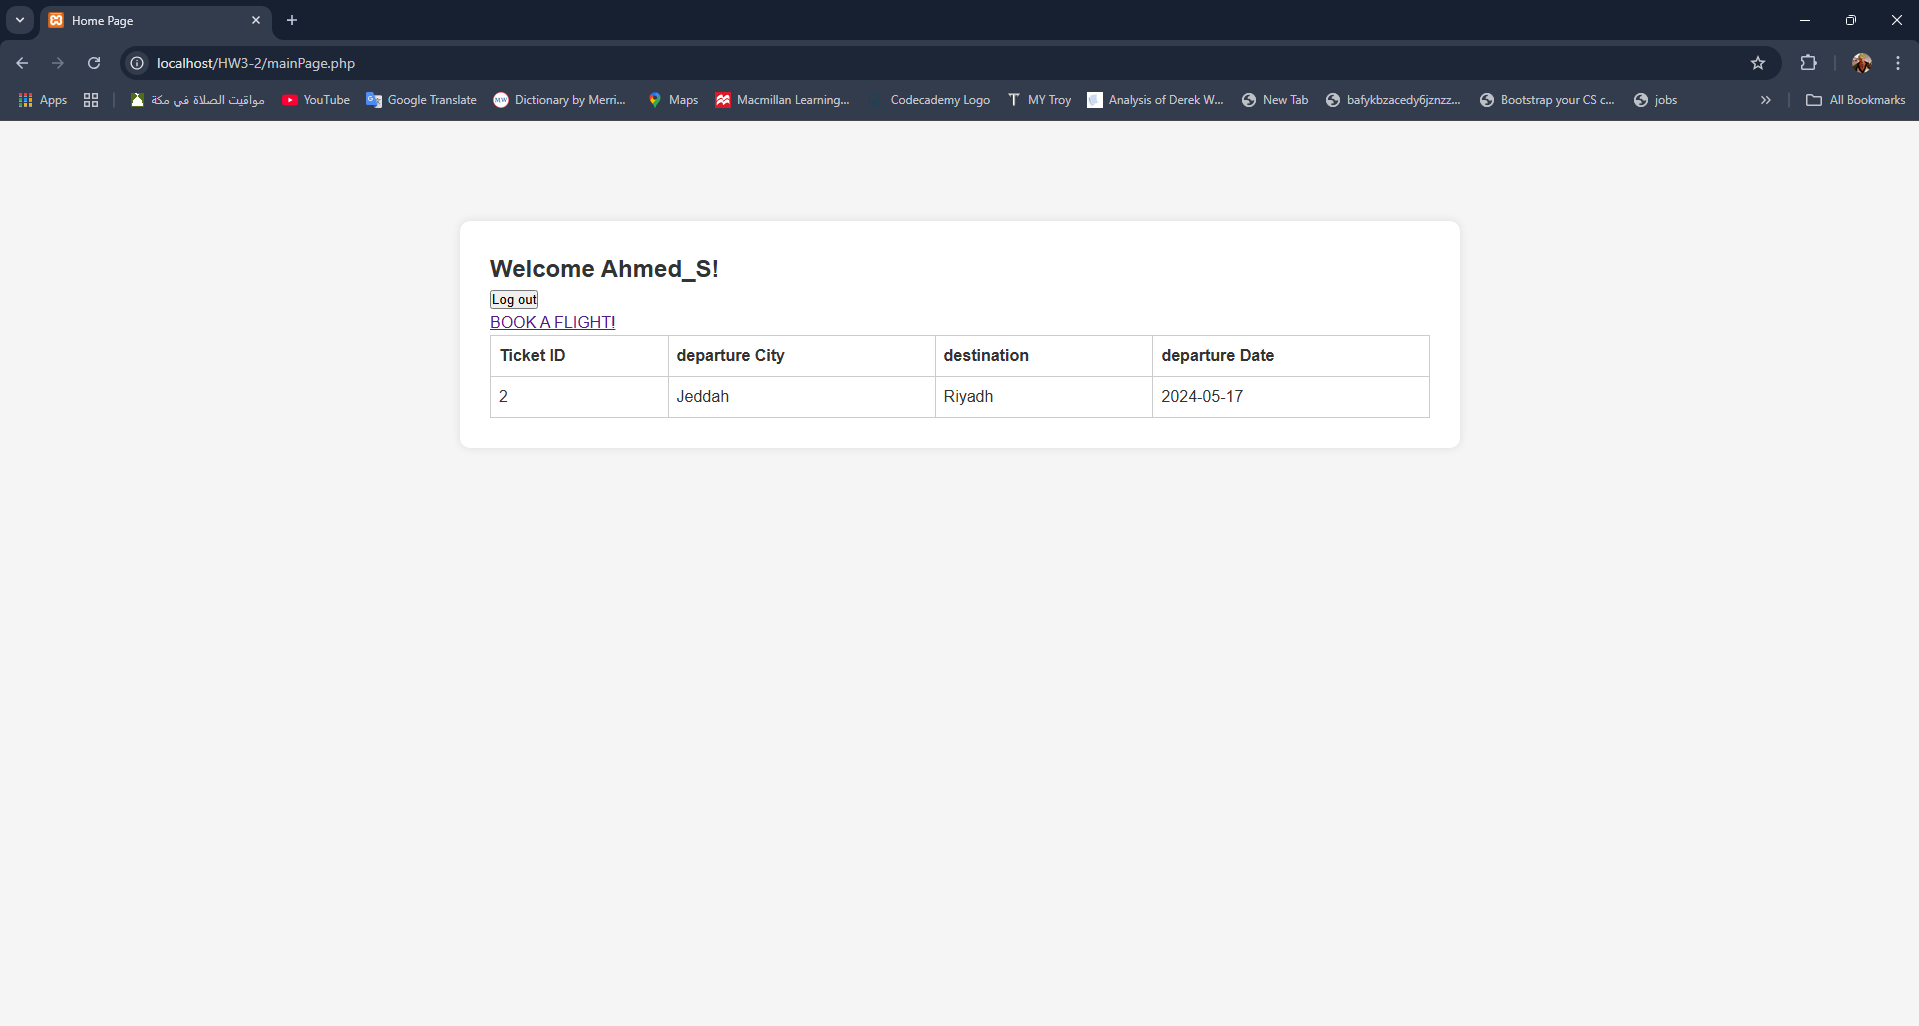 Home Page
localhost/HW3-2/mainPage.php
Apps مواقيت الصلاة في مكة YouTube Google Translate Dictionary by Merri... Maps Macmillan Learning... Codecademy Logo MY Troy Analysis of Derek W... New Tab bafykbzacedy6jznzz... Bootstrap your CS c... jobs All Bookmarks
Welcome Ahmed_S!
Log out
BOOK A FLIGHT!
Ticket ID departure City destination departure Date
2 Jeddah Riyadh 2024-05-17